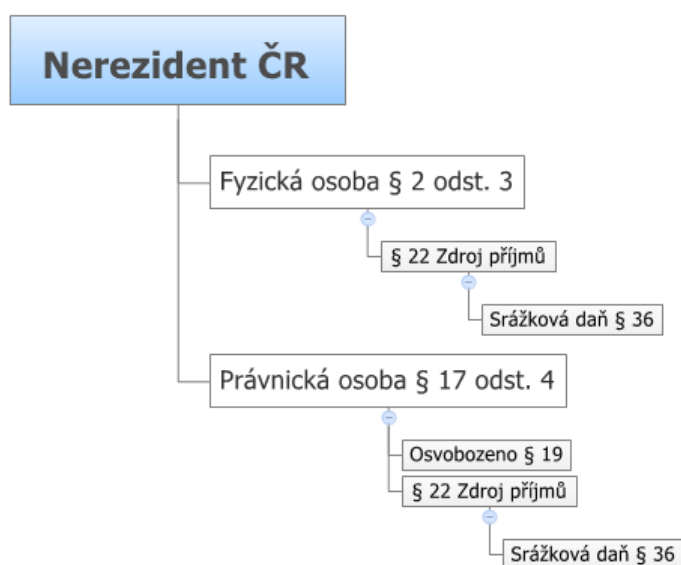 Nerezident ČR
Fyzická osoba § 2 odst. 3
§ 22 Zdroj příjmů
Srážková daň § 36
Právnická osoba § 17 odst. 4
Osvobozeno § 19
§ 22 Zdroj příjmů
Srážková daň § 36